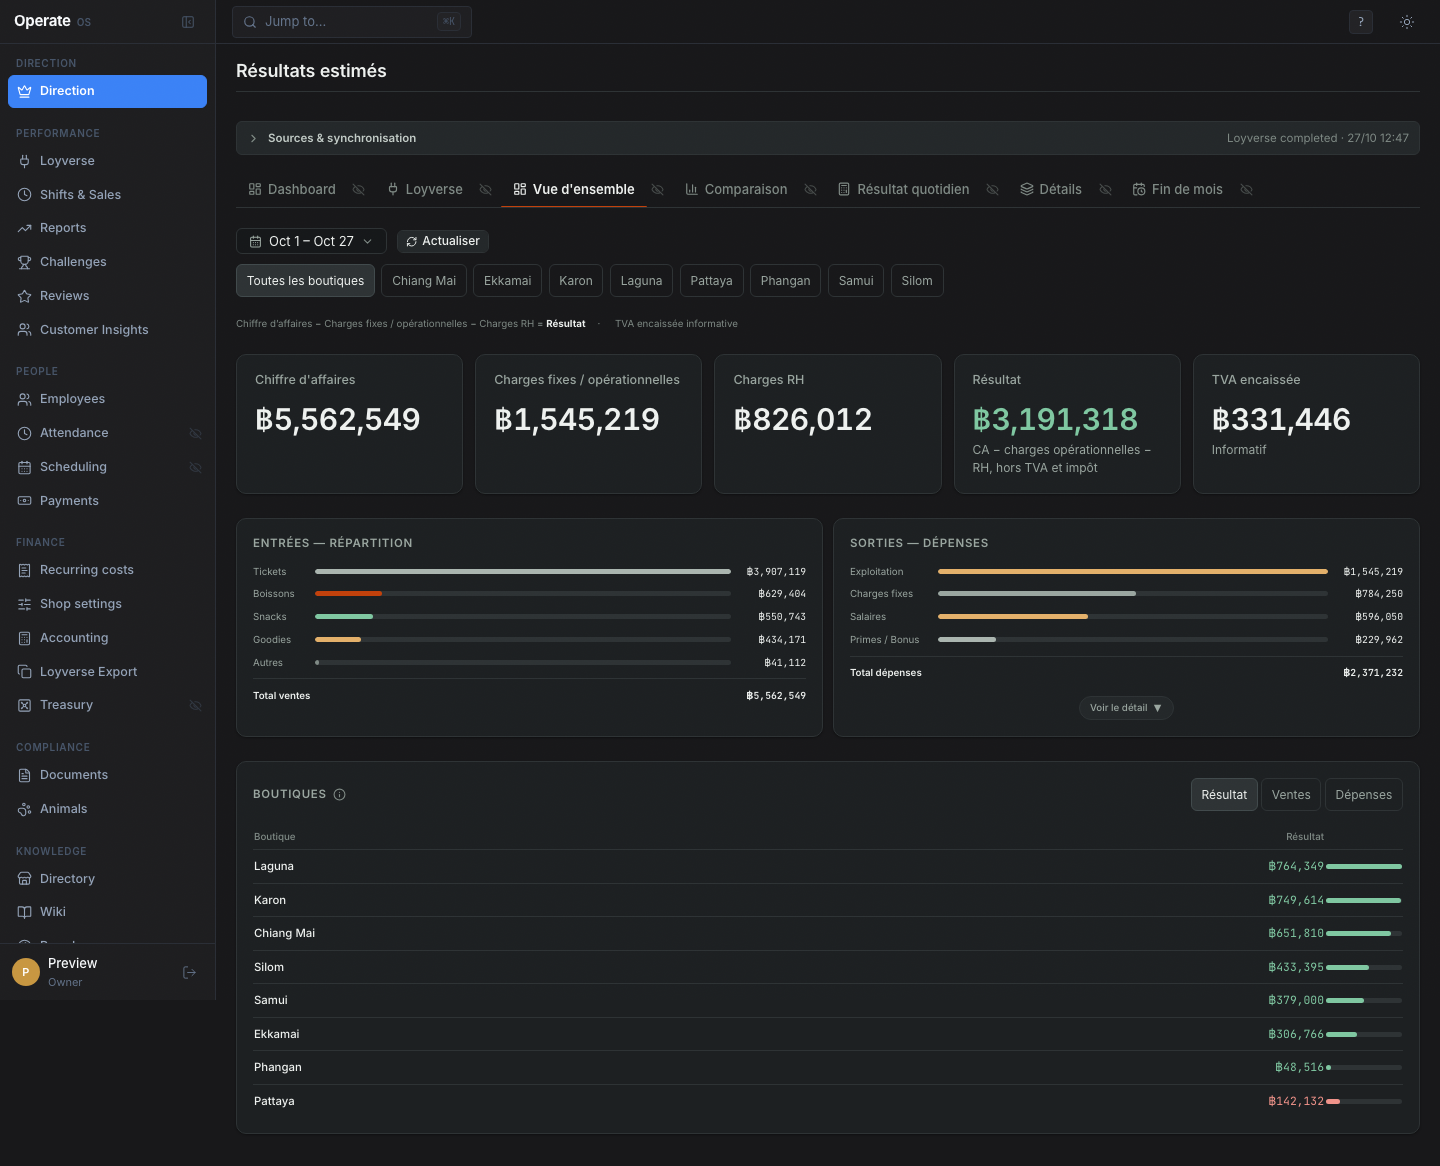 Operate OS
Jump to...
⌘K
?
DIRECTION
Direction
PERFORMANCE
Loyverse
Shifts & Sales
Reports
Challenges
Reviews
Customer Insights
PEOPLE
Employees
Attendance
Scheduling
Payments
FINANCE
Recurring costs
Shop settings
Accounting
Loyverse Export
Treasury
COMPLIANCE
Documents
Animals
KNOWLEDGE
Directory
Wiki
P
Preview
Owner
Résultats estimés
Sources & synchronisation
Loyverse completed · 27/10 12:47
Dashboard
Loyverse
Vue d'ensemble
Comparaison
Résultat quotidien
Détails
Fin de mois
Oct 1 – Oct 27
Actualiser
Toutes les boutiques
Chiang Mai
Ekkamai
Karon
Laguna
Pattaya
Phangan
Samui
Silom
Chiffre d'affaires − Charges fixes / opérationnelles − Charges RH = Résultat · TVA encaissée informative
Chiffre d'affaires
฿5,562,549
Charges fixes / opérationnelles
฿1,545,219
Charges RH
฿826,012
Résultat
฿3,191,318
CA − charges opérationnelles −
RH, hors TVA et impôt
TVA encaissée
฿331,446
Informatif
ENTRÉES — RÉPARTITION
Tickets ฿3,907,119
Boissons ฿629,404
Snacks ฿550,743
Goodies ฿434,171
Autres ฿41,112
Total ventes ฿5,562,549
SORTIES — DÉPENSES
Exploitation ฿1,545,219
Charges fixes ฿784,250
Salaires ฿596,050
Primes / Bonus ฿229,962
Total dépenses ฿2,371,232
Voir le détail ▼
BOUTIQUES
Résultat
Ventes
Dépenses
Boutique Résultat
Laguna ฿764,349
Karon ฿749,614
Chiang Mai ฿651,810
Silom ฿433,395
Samui ฿379,000
Ekkamai ฿306,766
Phangan ฿48,516
Pattaya ฿142,132